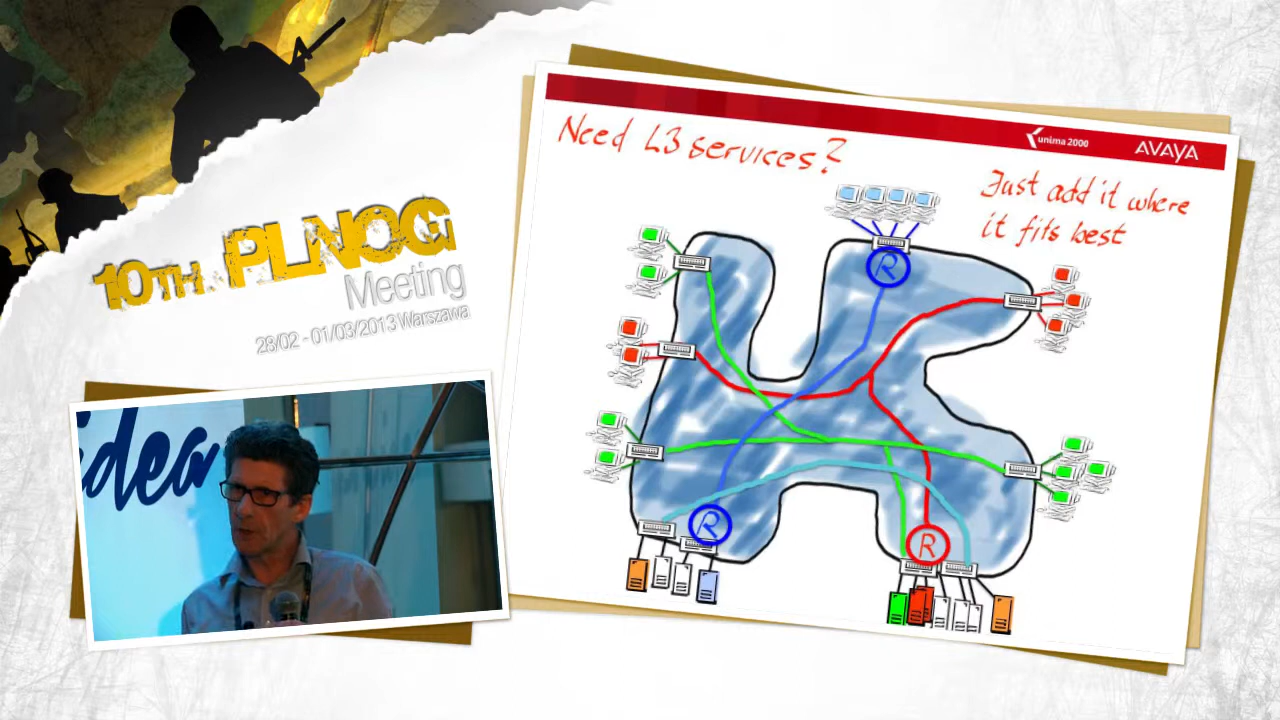 10TH PLNOG
Meeting
28/02 - 01/03/2013 Warszawa
idea
Need L3 services?
unima 2000
AVAYA
Just add it where
it fits best
R
R
R